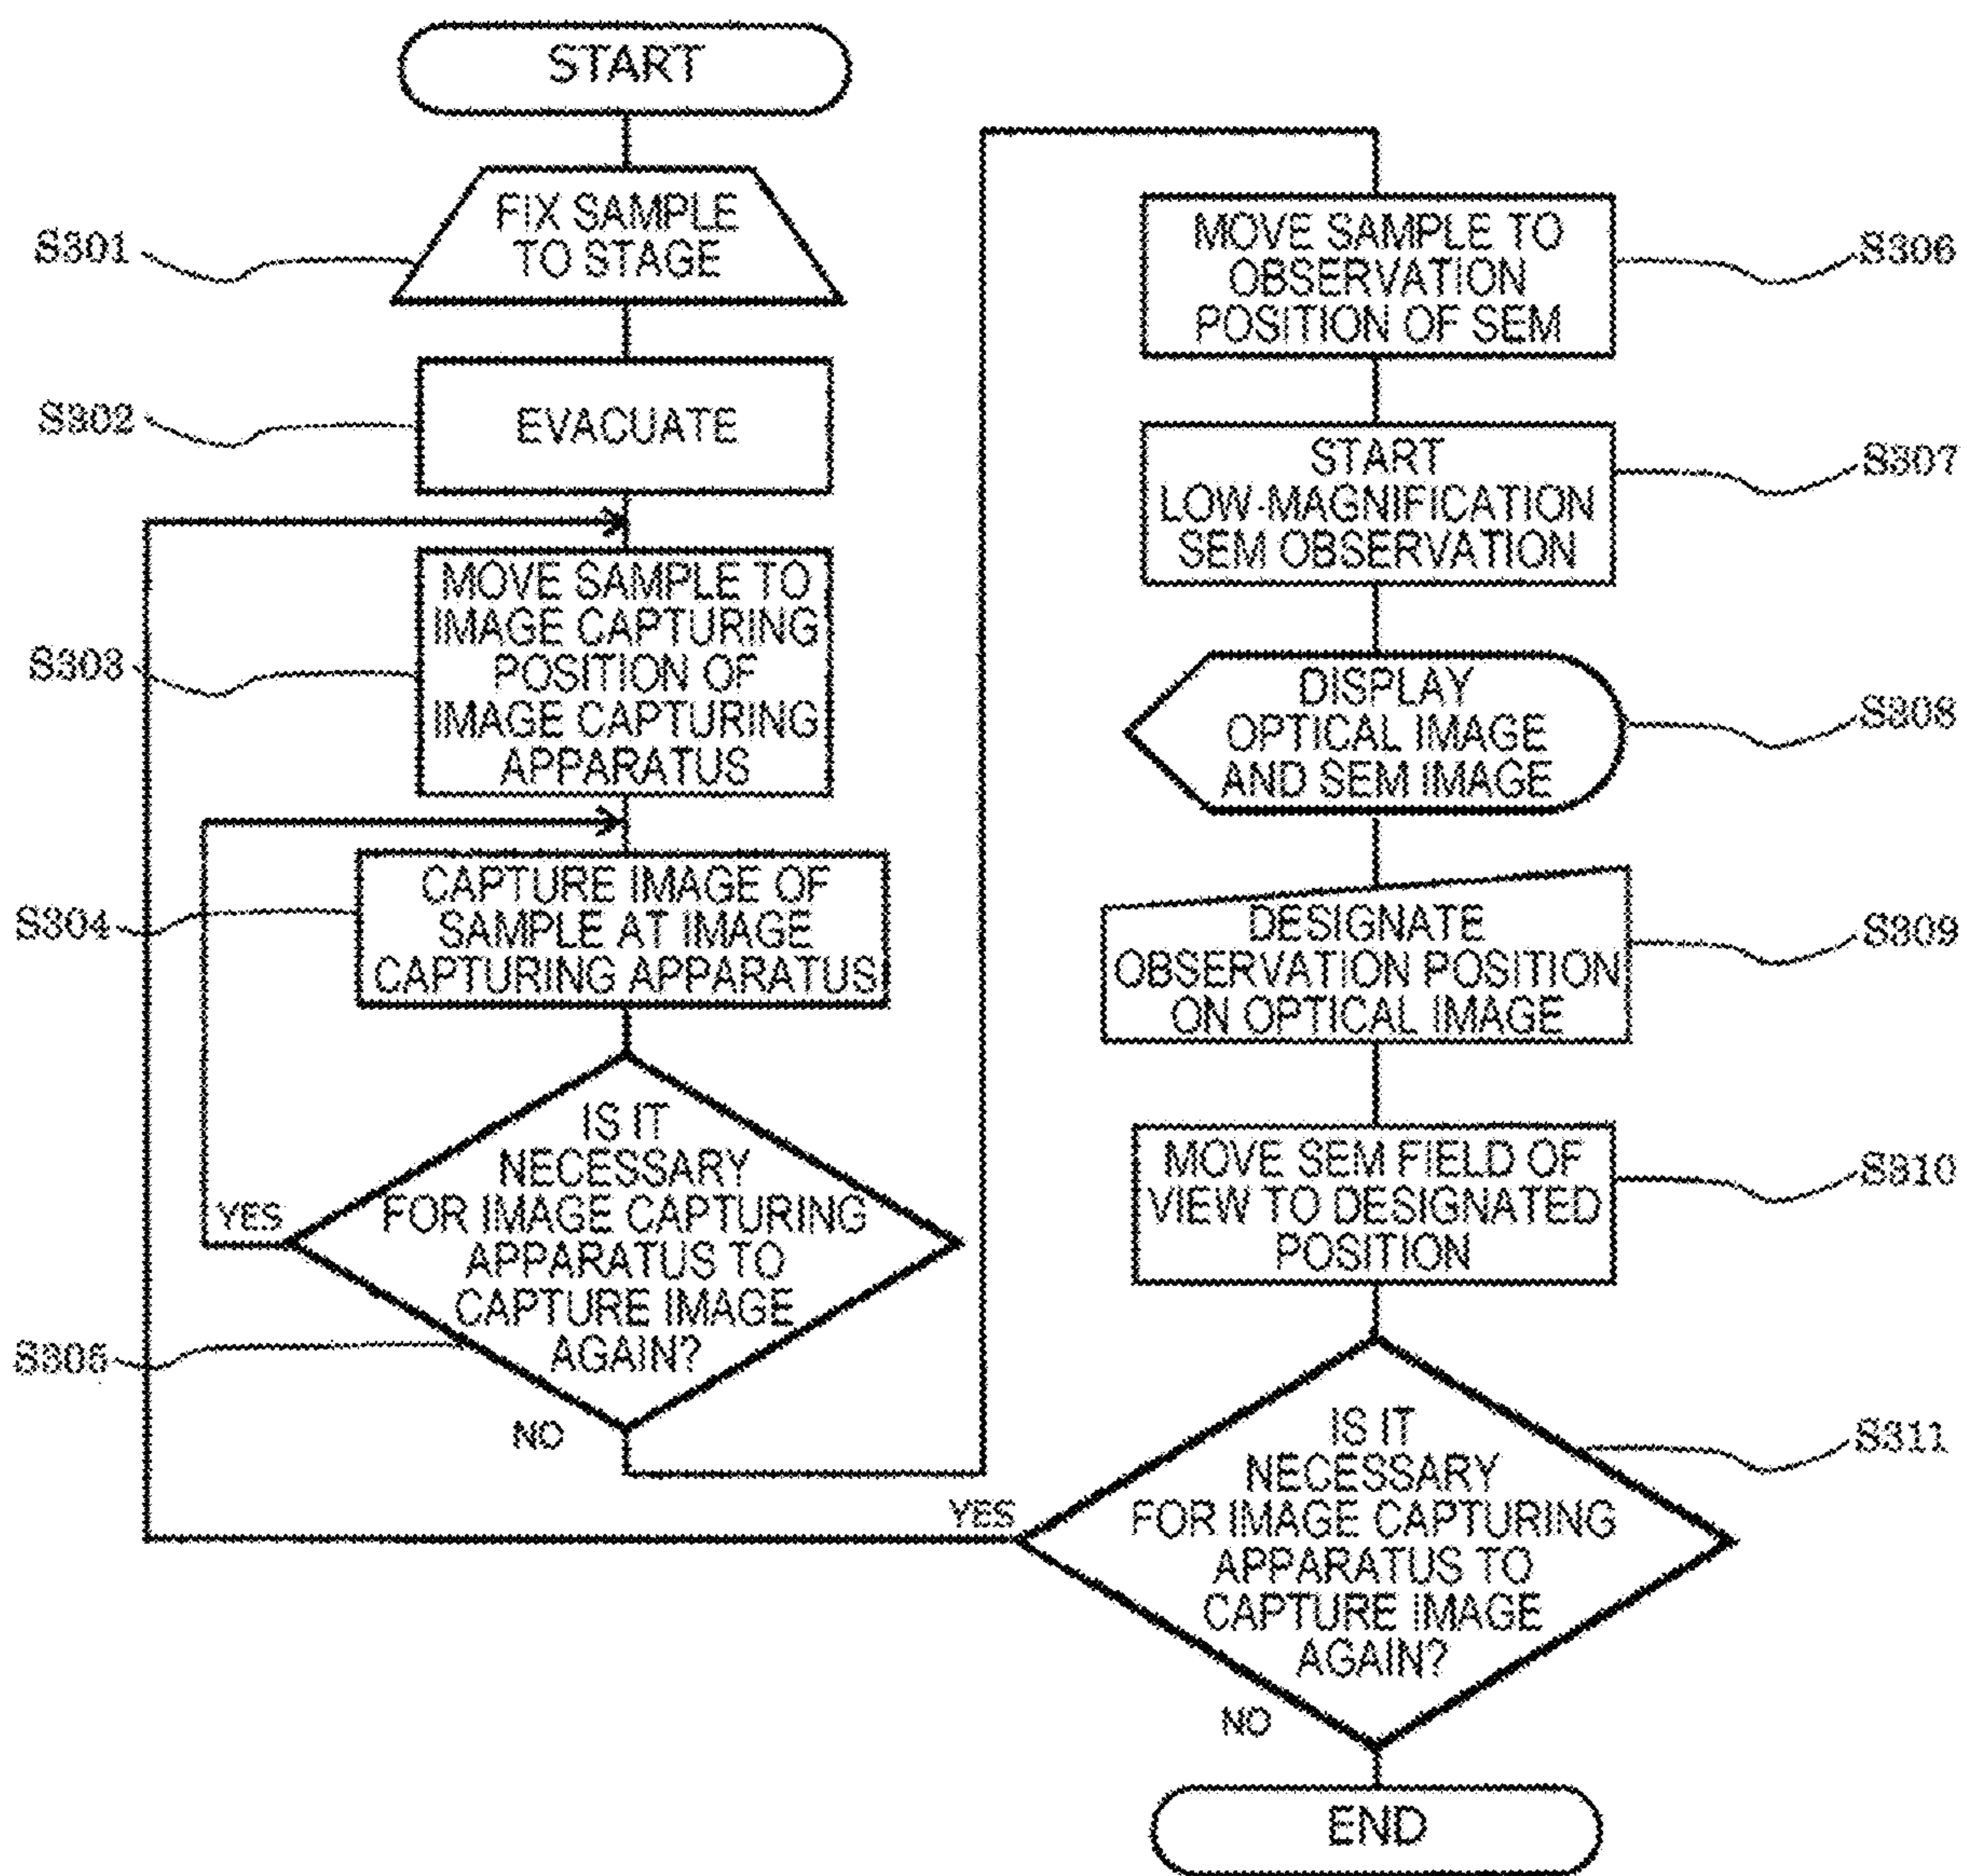 START
S301
FIX SAMPLE
TO STAGE
S302
EVACUATE
S303
MOVE SAMPLE TO
IMAGE CAPTURING
POSITION OF
IMAGE CAPTURING
APPARATUS
S304
CAPTURE IMAGE OF
SAMPLE AT IMAGE
CAPTURING APPARATUS
S305
IS IT
NECESSARY
FOR IMAGE CAPTURING
APPARATUS TO
CAPTURE IMAGE
AGAIN?
YES
NO
MOVE SAMPLE TO
OBSERVATION
POSITION OF SEM
S306
START
LOW-MAGNIFICATION
SEM OBSERVATION
S307
DISPLAY
OPTICAL IMAGE
AND SEM IMAGE
S308
DESIGNATE
OBSERVATION POSITION
ON OPTICAL IMAGE
S309
MOVE SEM FIELD OF
VIEW TO DESIGNATED
POSITION
S310
IS IT
NECESSARY
FOR IMAGE CAPTURING
APPARATUS TO
CAPTURE IMAGE
AGAIN?
S311
YES
NO
END